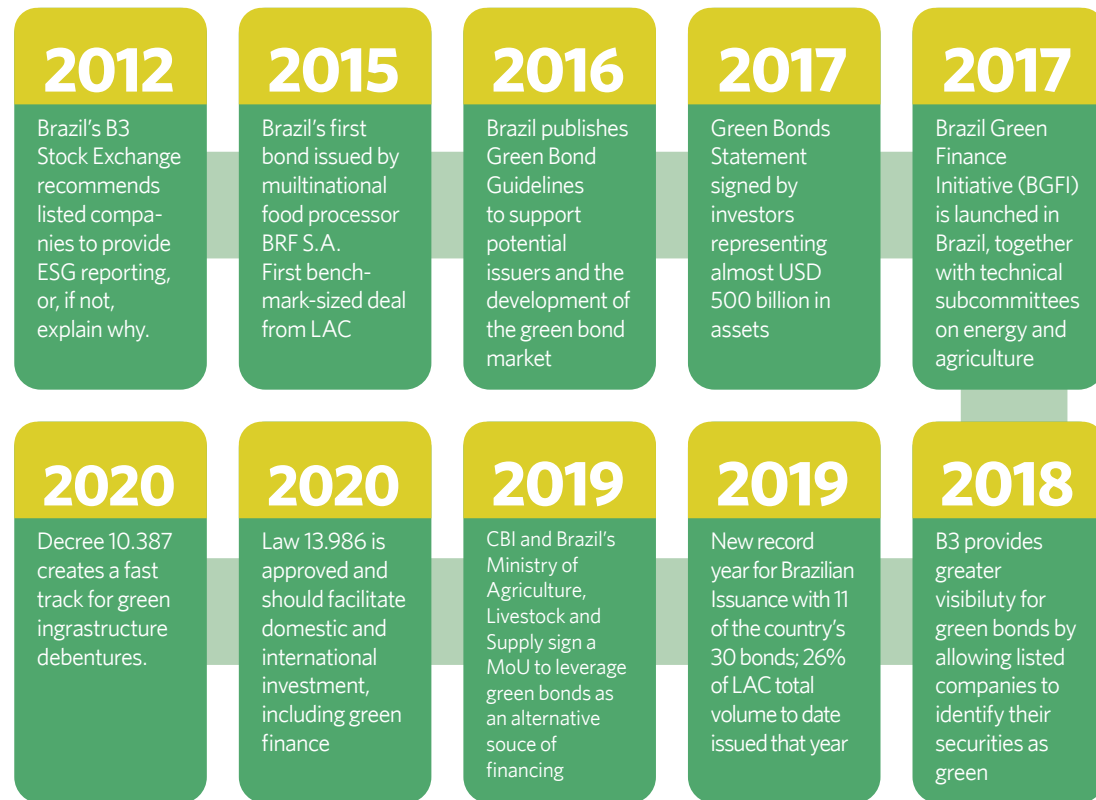 2012
Brazil's B3
Stock Exchange
recommends
listed compa-
nies to provide
ESG reporting,
or, if not,
explain why.
2015
Brazil's first
bond issued by
muiltinational
food processor
BRF S.A.
First bench-
mark-sized deal
from LAC
2016
Brazil publishes
Green Bond
Guidelines
to support
potential
issuers and the
development of
the green bond
market
2017
Green Bonds
Statement
signed by
investors
representing
almost USD
500 billion in
assets
2017
Brazil Green
Finance
Initiative (BGFI)
is launched in
Brazil, together
with technical
subcommittees
on energy and
agriculture
2018
B3 provides
greater
visibiluty for
green bonds by
allowing listed
companies to
identify their
securities as
green
2019
New record
year for Brazilian
Issuance with 11
of the country's
30 bonds; 26%
of LAC total
volume to date
issued that year
2019
CBI and Brazil's
Ministry of
Agriculture,
Livestock and
Supply sign a
MoU to leverage
green bonds as
an alternative
souce of
financing
2020
Law 13.986 is
approved and
should facilitate
domestic and
international
investment,
including green
finance
2020
Decree 10.387
creates a fast
track for green
ingrastructure
debentures.